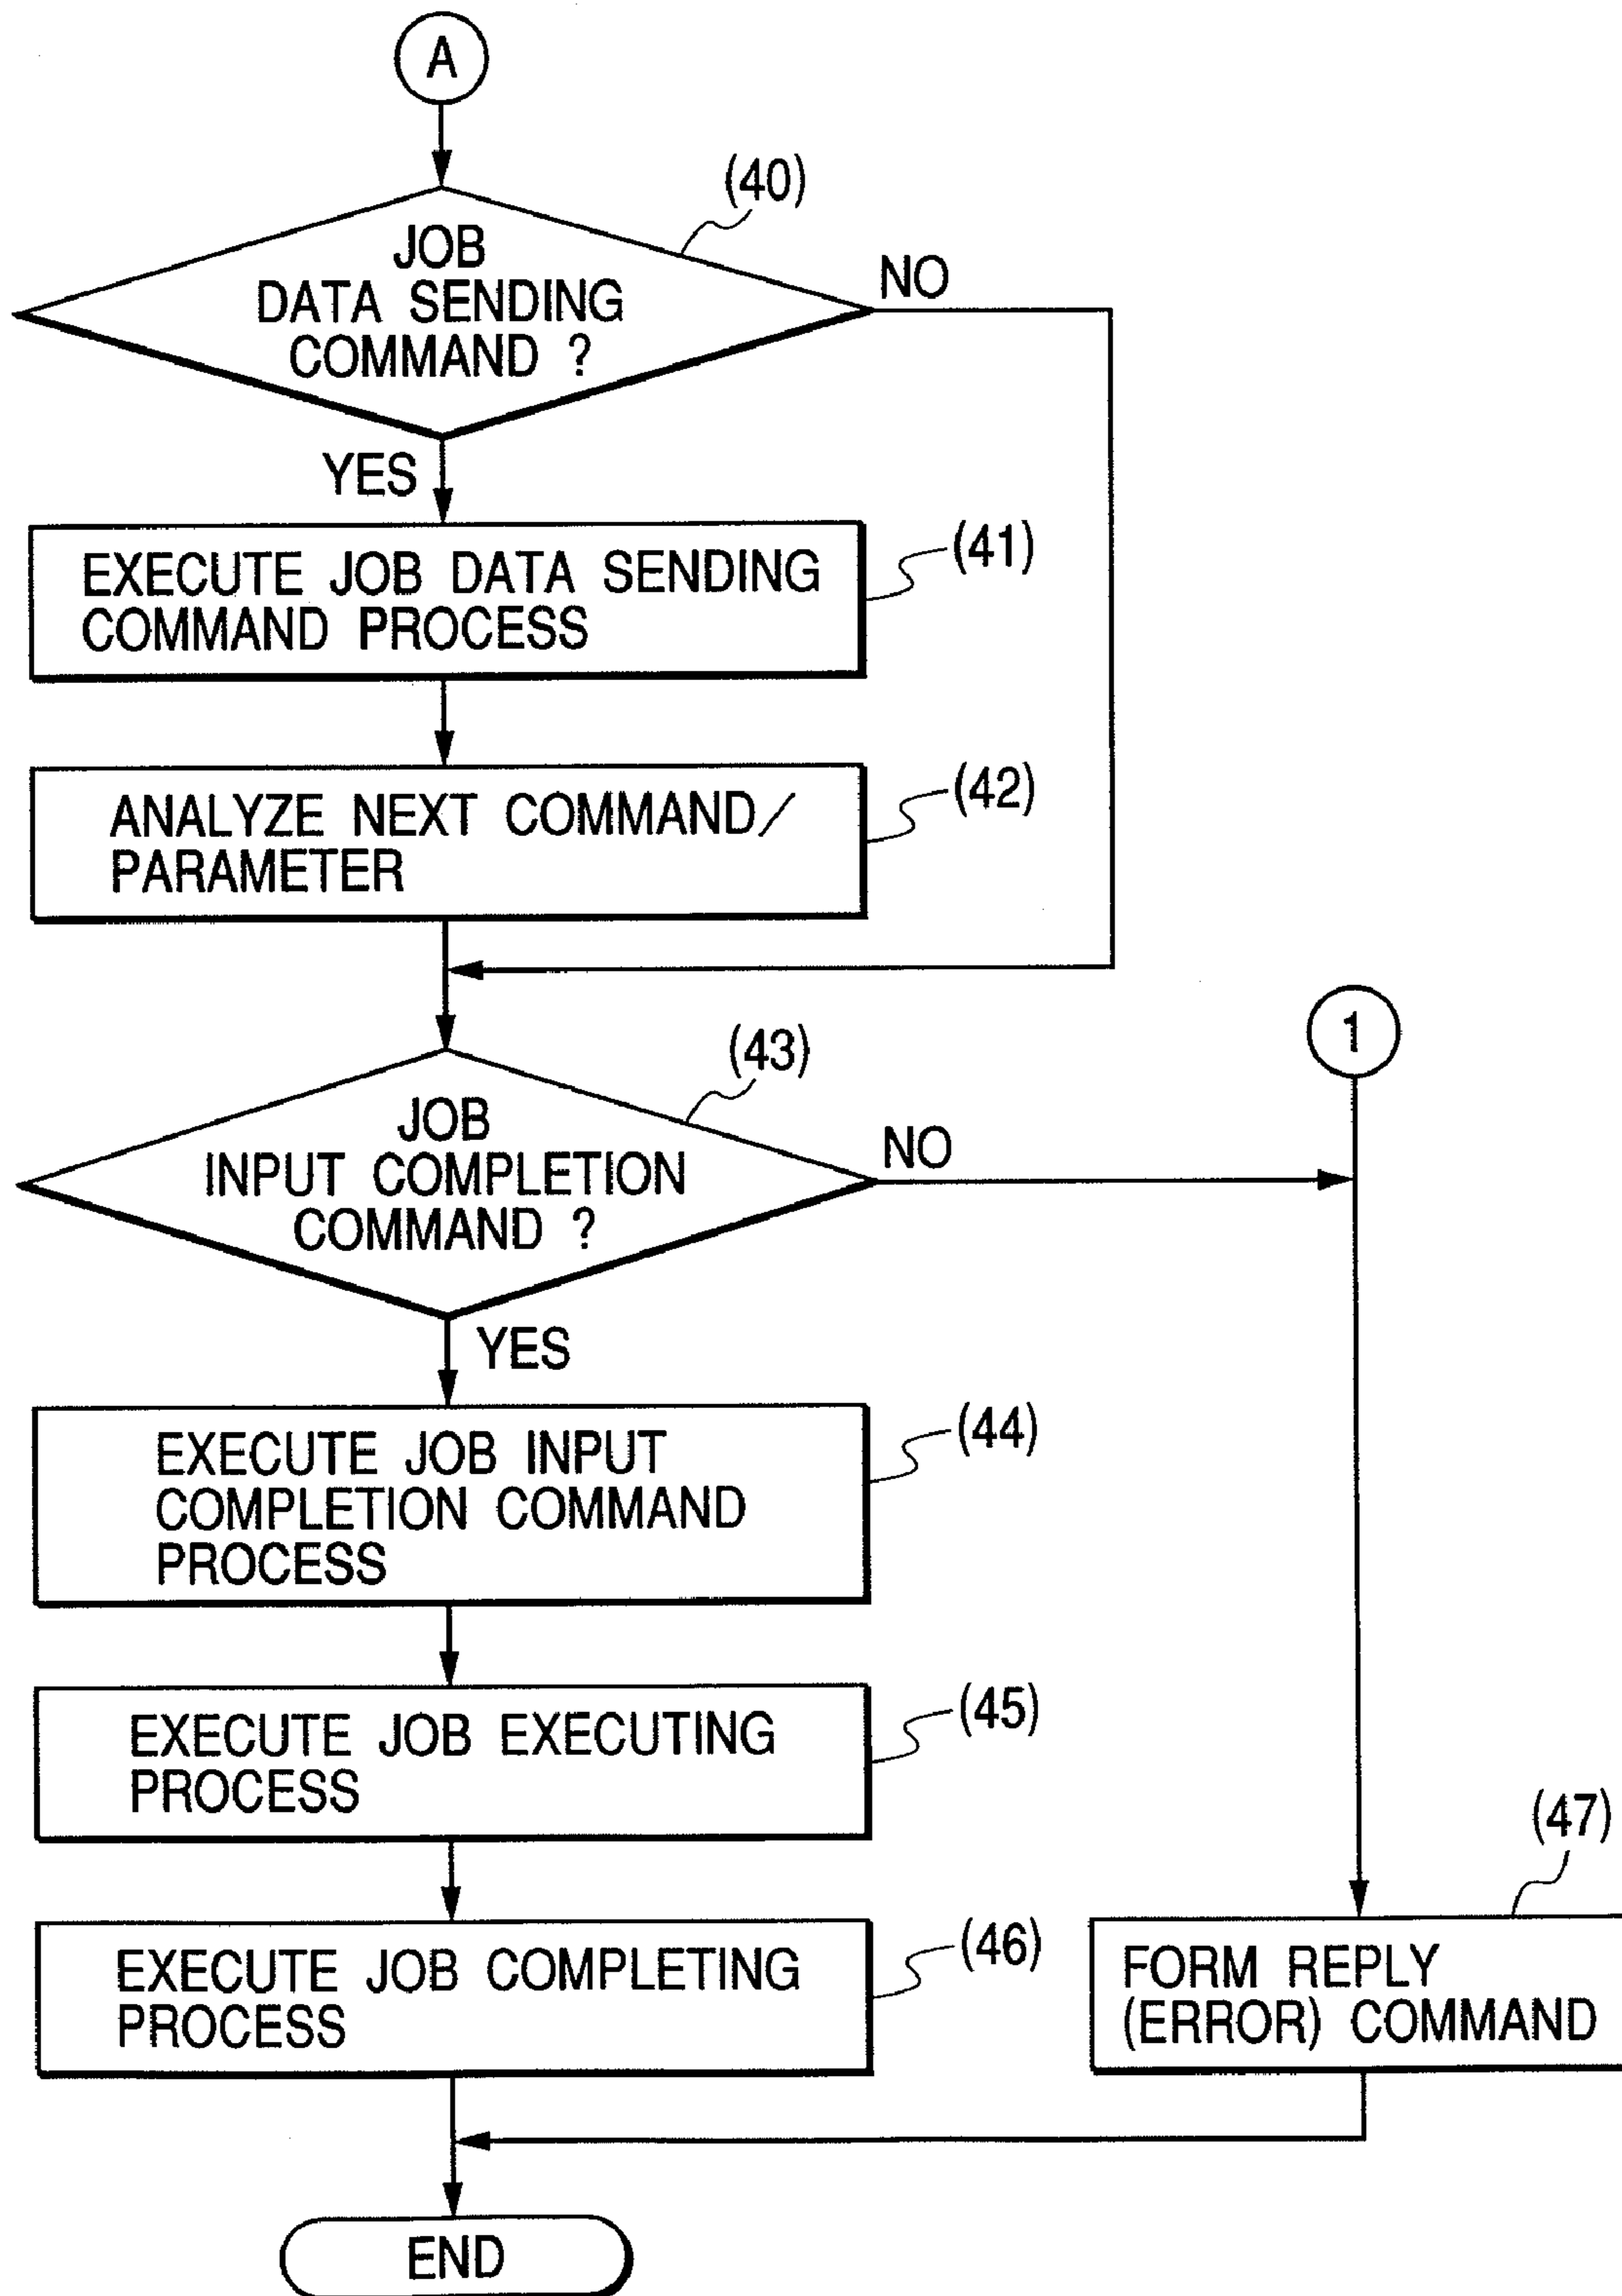 A
(40)
JOB
DATA SENDING
COMMAND ?
NO
YES
(41)
EXECUTE JOB DATA SENDING
COMMAND PROCESS
(42)
ANALYZE NEXT COMMAND/
PARAMETER
1
(43)
JOB
INPUT COMPLETION
COMMAND ?
NO
YES
(44)
EXECUTE JOB INPUT
COMPLETION COMMAND
PROCESS
(45)
EXECUTE JOB EXECUTING
PROCESS
(46)
EXECUTE JOB COMPLETING
PROCESS
(47)
FORM REPLY
(ERROR) COMMAND
END